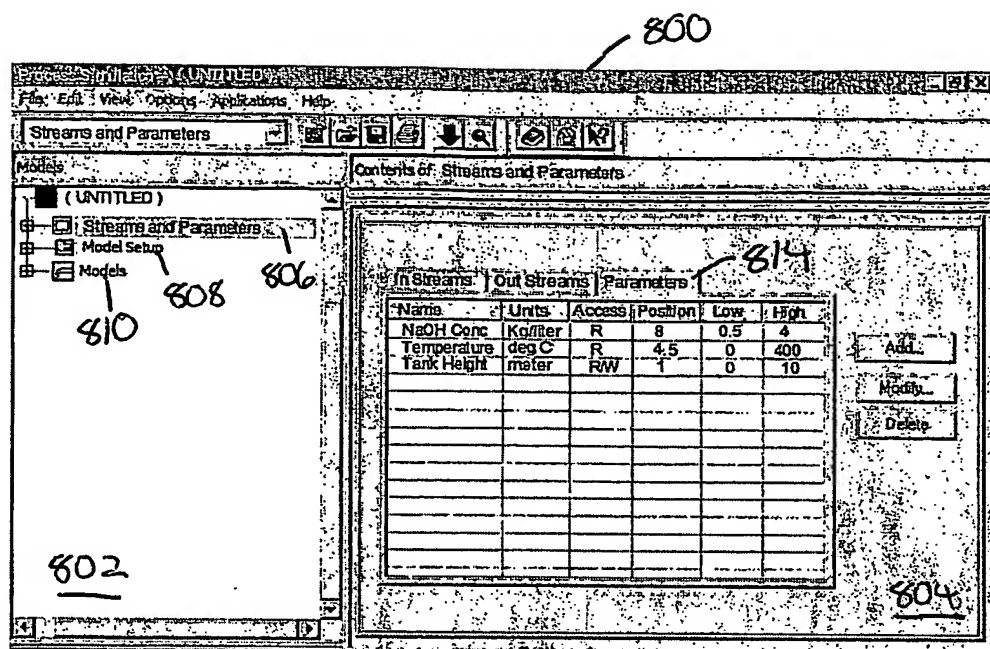 800
Process Simulator - (UNTITLED)
File Edit View Options Applications Help
Streams and Parameters
Models
Contents of Streams and Parameters
(UNTITLED)
Streams and Parameters
Model Setup
Models
806
808
810
814
In Streams Out Streams Parameters
Name Units Access Position Low High
NaOH Conc Kg/liter R 8 0.5 4
Temperature deg C R 4.5 0 400
Tank Height meter R/W 1 0 10
Add...
Modify...
Delete
802
804